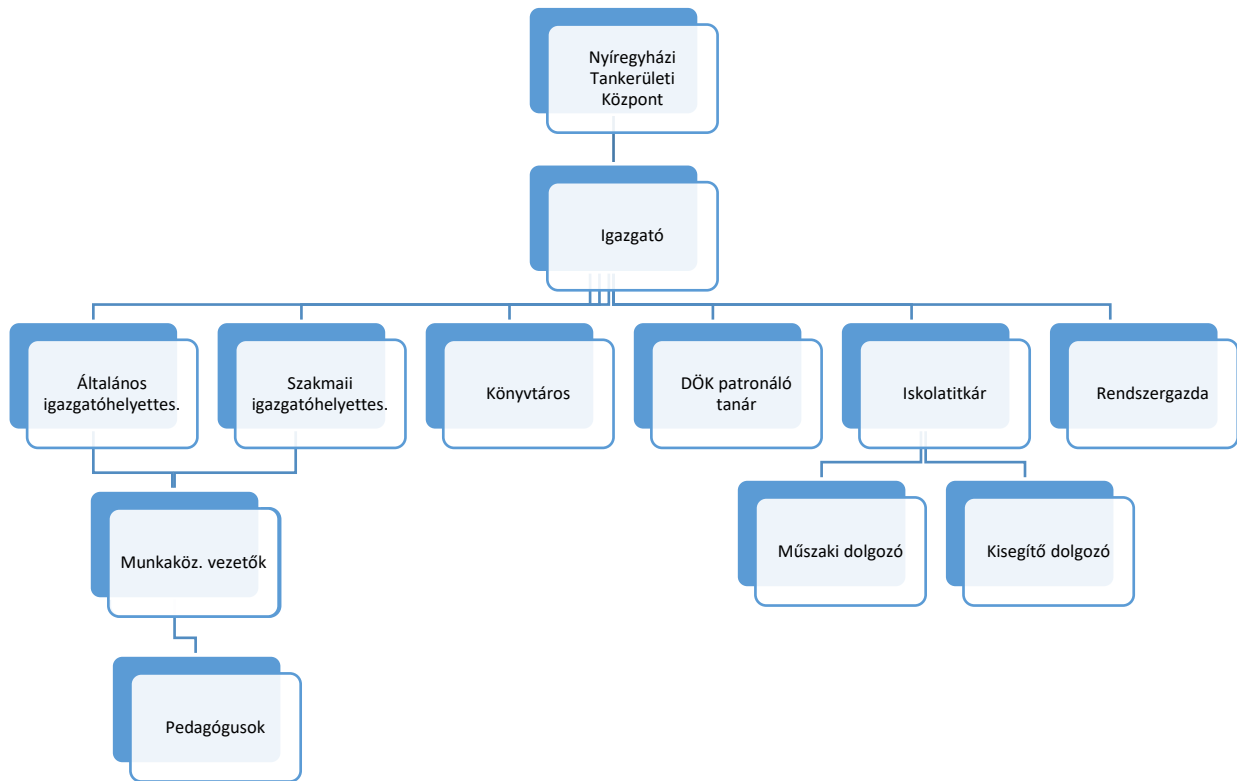 Nyíregyházi
Tankerületi
Központ
Igazgató
Általános
igazgatóhelyettes.
Szakmaii
igazgatóhelyettes.
Könyvtáros
DÖK patronáló
tanár
Iskolatitkár
Rendszergazda
Munkaköz. vezetők
Műszaki dolgozó
Kisegítő dolgozó
Pedagógusok